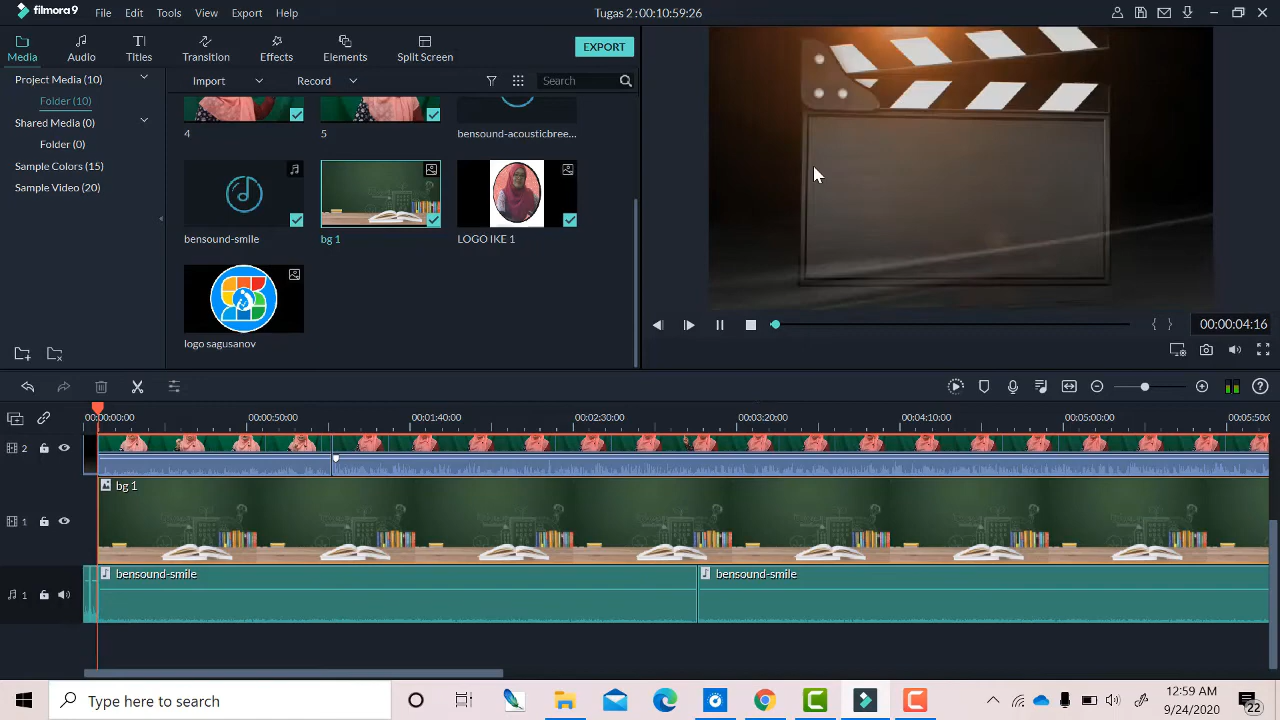 filmora9 File Edit Tools View Export Help Tugas 2 : 00:10:59:26
Media Audio Titles Transition Effects Elements Split Screen EXPORT
Project Media (10) Import Record Search
Folder (10)
Shared Media (0)
Folder (0)
Sample Colors (15)
Sample Video (20)
4 5 bensound-acousticbree...
bensound-smile bg 1 LOGO IKE 1
logo sagusanov
00:00:04:16
00:00:00:00 00:00:50:00 00:01:40:00 00:02:30:00 00:03:20:00 00:04:10:00 00:05:00:00 00:05:50:0
2
bg 1
1
bensound-smile bensound-smile
1
Type here to search
12:59 AM
9/24/2020
22